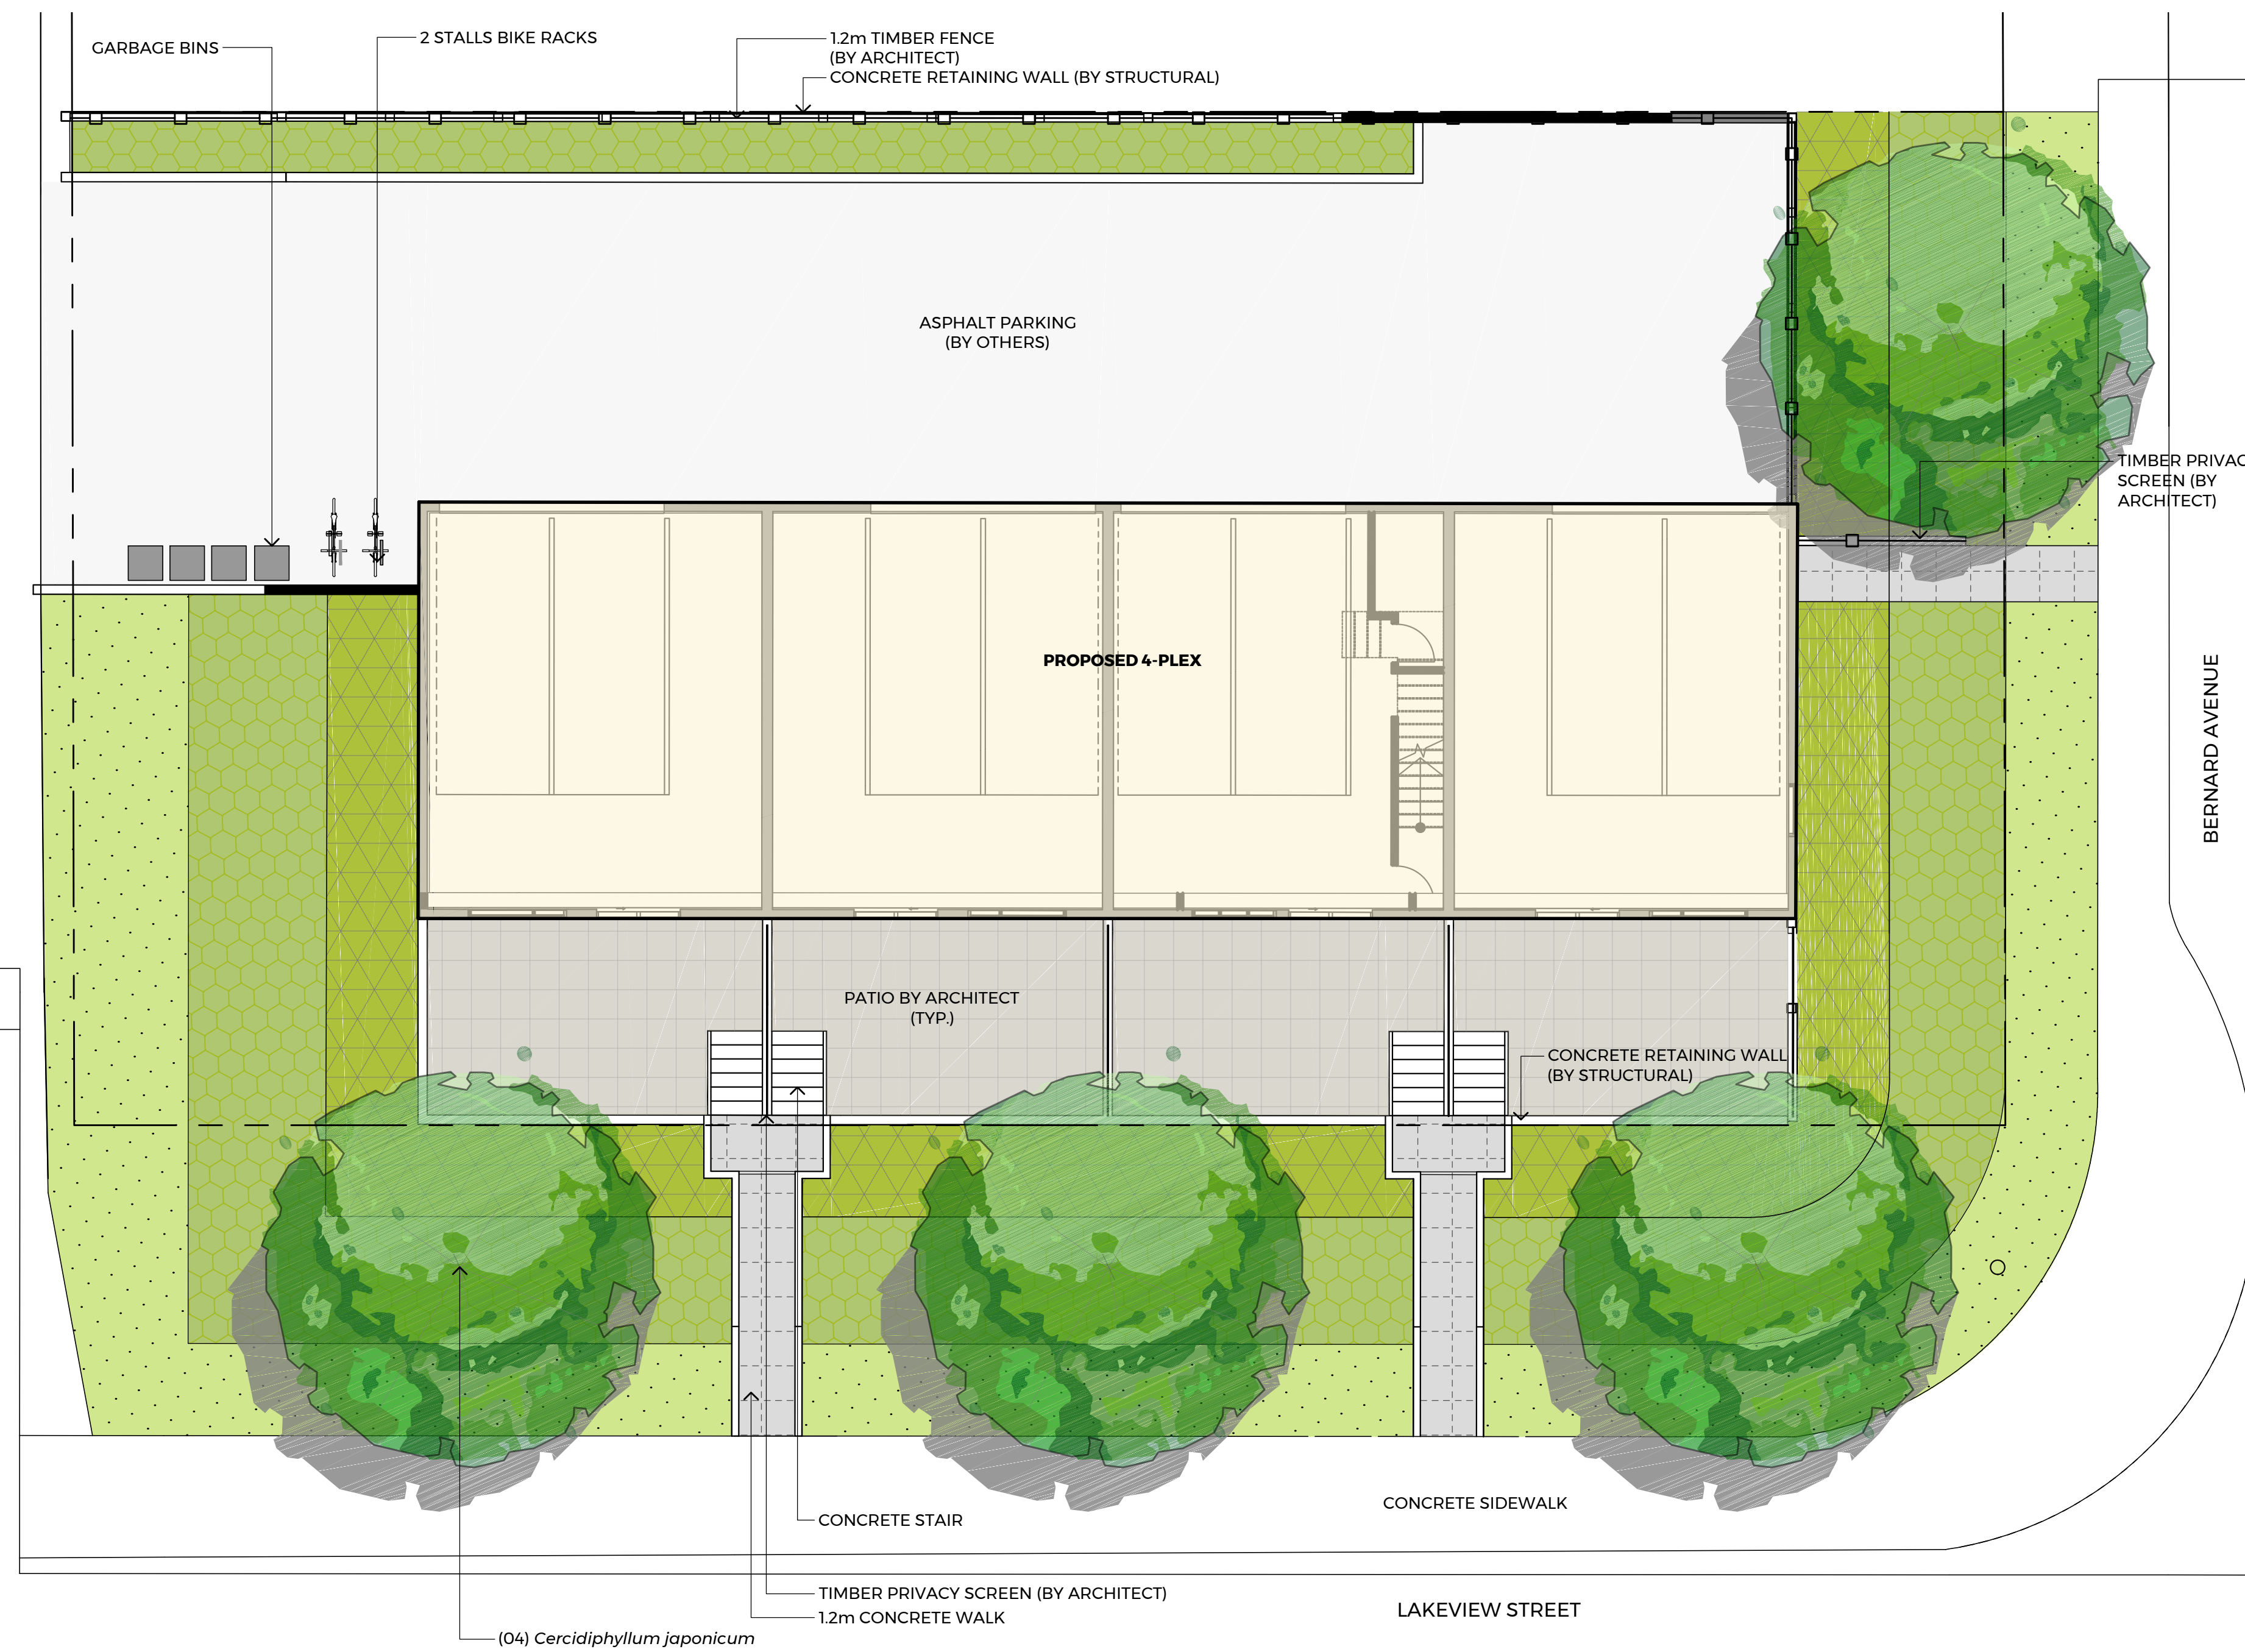 GARBAGE BINS
2 STALLS BIKE RACKS
1.2m TIMBER FENCE
(BY ARCHITECT)
CONCRETE RETAINING WALL (BY STRUCTURAL)
ASPHALT PARKING
(BY OTHERS)
TIMBER PRIVAC
SCREEN (BY
ARCHITECT)
PROPOSED 4-PLEX
BERNARD AVENUE
PATIO BY ARCHITECT
(TYP.)
CONCRETE RETAINING WALL
(BY STRUCTURAL)
CONCRETE SIDEWALK
CONCRETE STAIR
TIMBER PRIVACY SCREEN (BY ARCHITECT)
1.2m CONCRETE WALK
LAKEVIEW STREET
(04) Cercidiphyllum japonicum